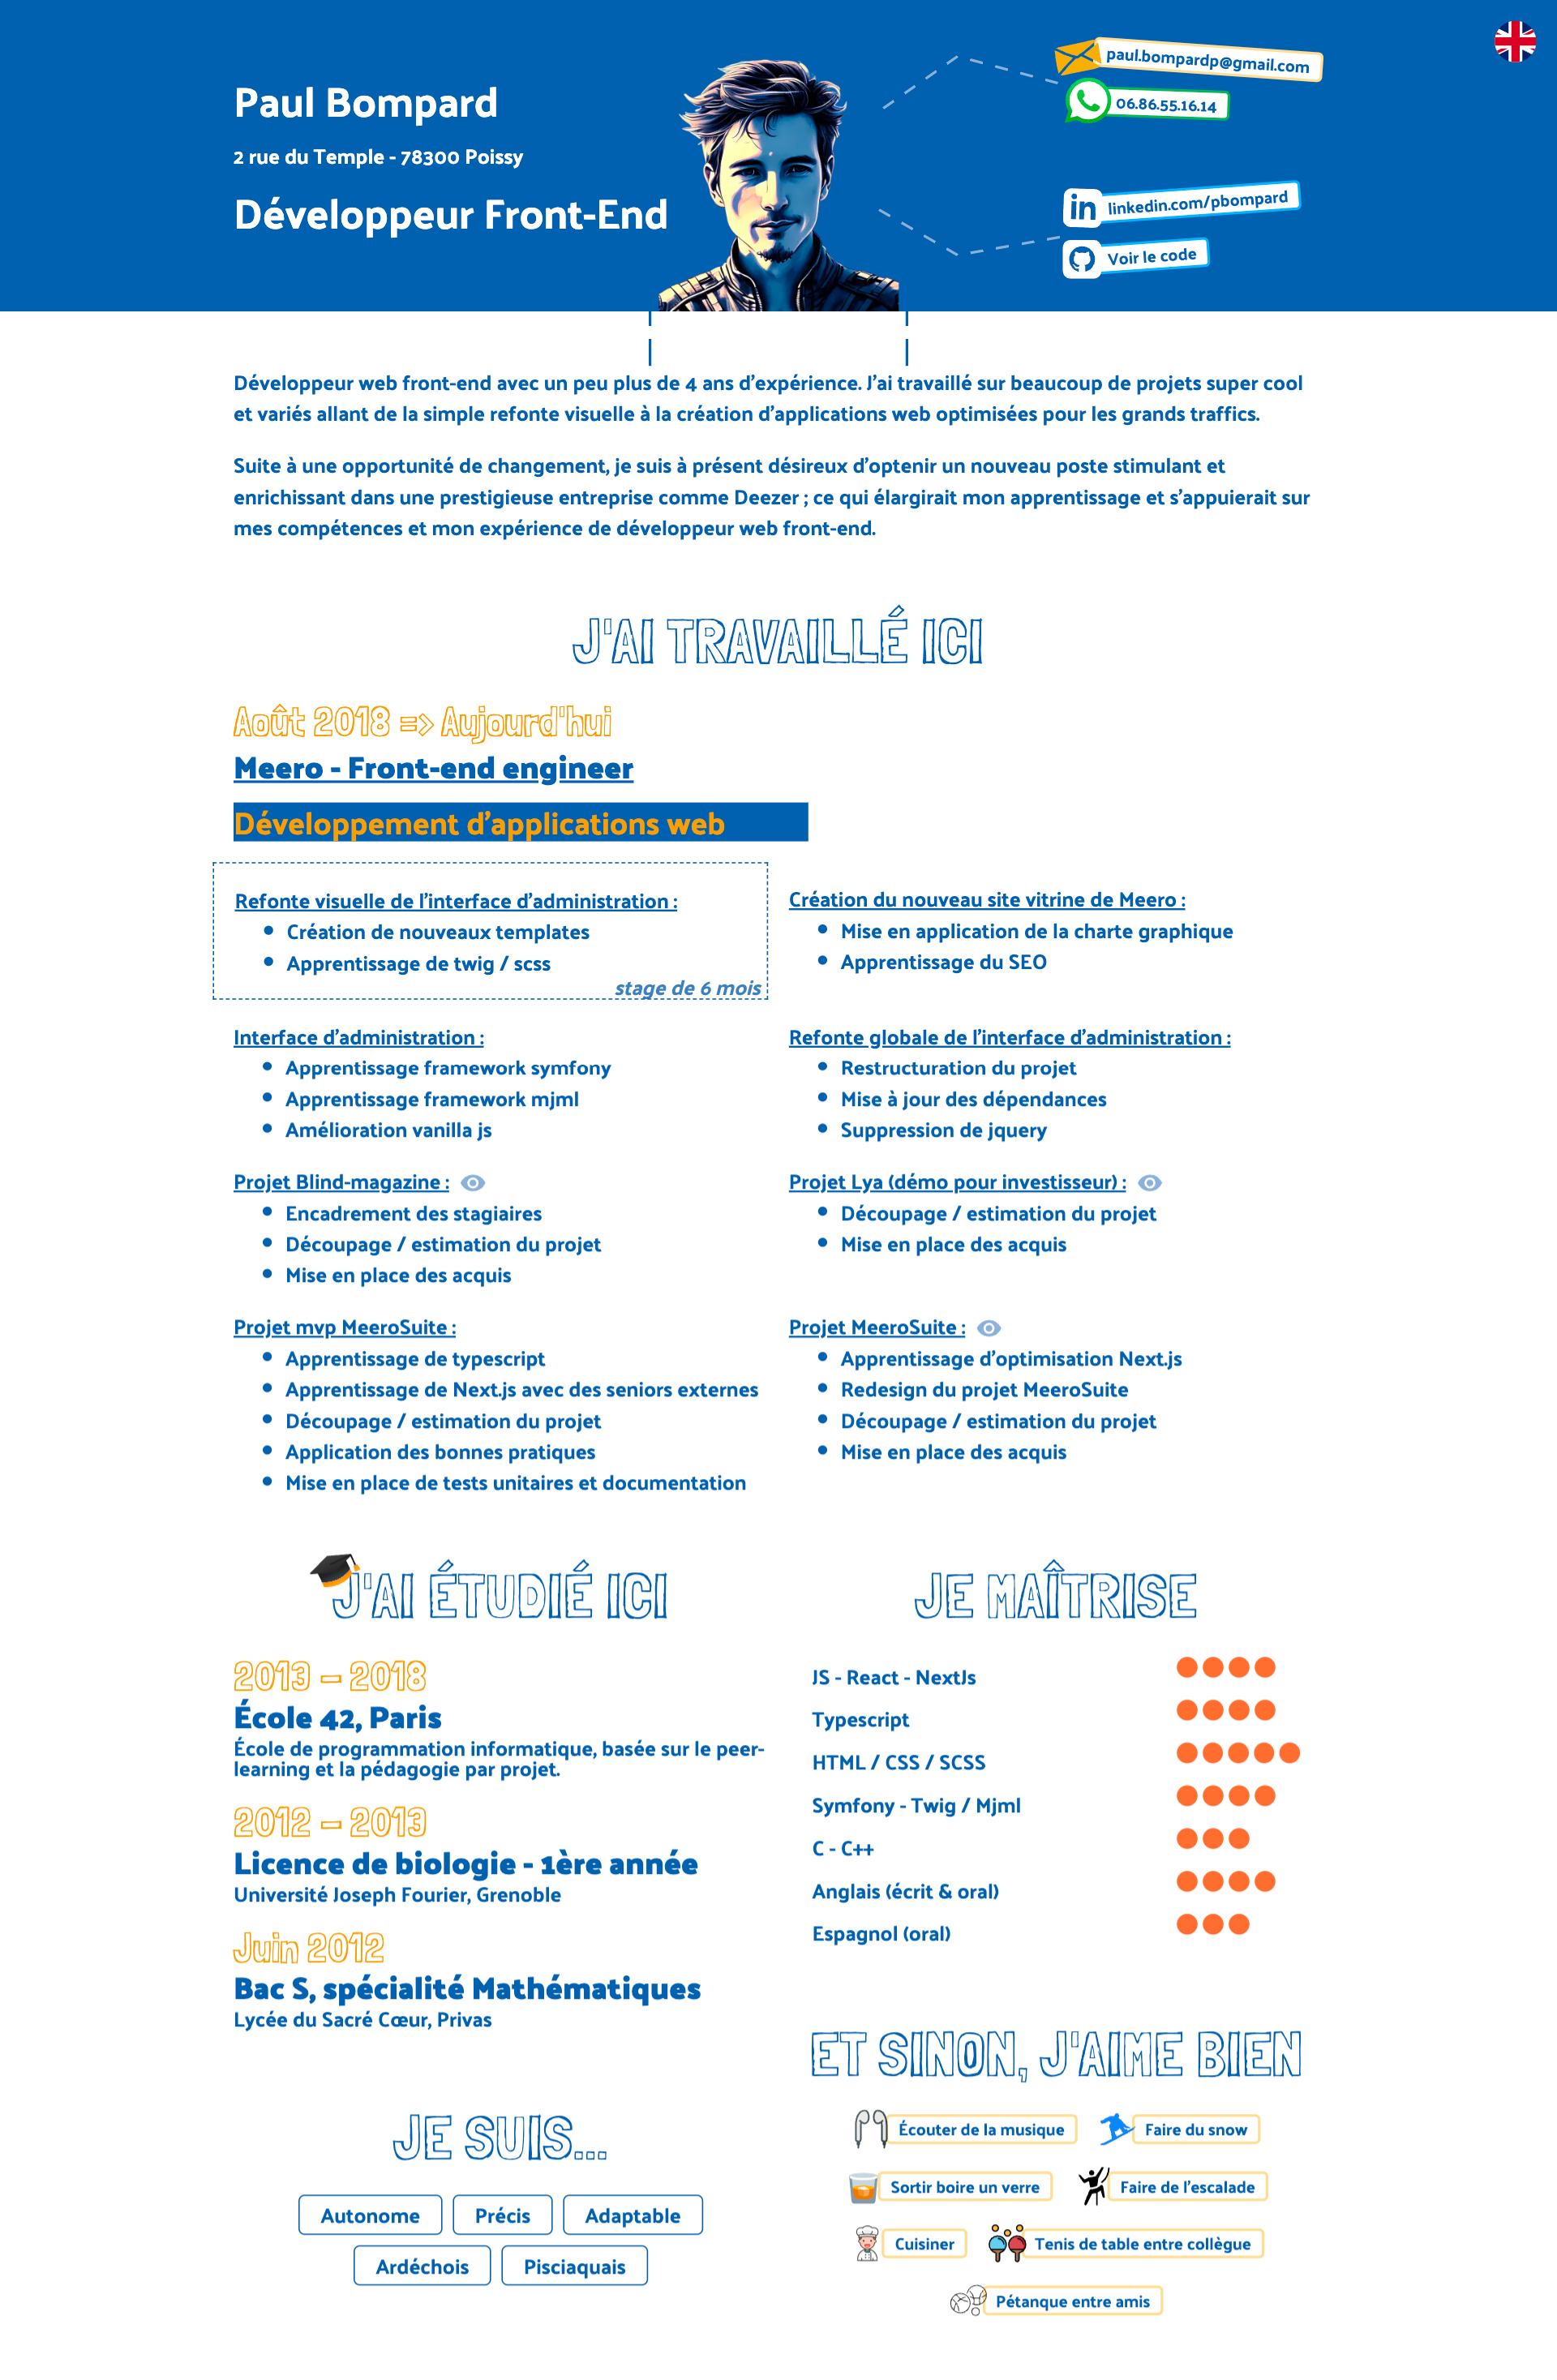 Paul Bompard
2 rue du Temple - 78300 Poissy
Développeur Front-End
paul.bompardp@gmail.com
06.86.55.16.14
in
linkedin.com/pbompard
Voir le code
Développeur web front-end avec un peu plus de 4 ans d'expérience. J'ai travaillé sur beaucoup de projets super cool
et variés allant de la simple refonte visuelle à la création d'applications web optimisées pour les grands traffics.
Suite à une opportunité de changement, je suis à présent désireux d'optenir un nouveau poste stimulant et
enrichissant dans une prestigieuse entreprise comme Deezer ; ce qui élargirait mon apprentissage et s'appuierait sur
mes compétences et mon expérience de développeur web front-end.
J'AI TRAVAILLÉ ICI
Août 2018 => Aujourd'hui
Meero - Front-end engineer
Développement d'applications web
Refonte visuelle de l'interface d'administration :
• Création de nouveaux templates
• Apprentissage de twig / scss
stage de 6 mois
Création du nouveau site vitrine de Meero :
• Mise en application de la charte graphique
• Apprentissage du SEO
Interface d'administration :
• Apprentissage framework symfony
• Apprentissage framework mjml
• Amélioration vanilla js
Refonte globale de l'interface d'administration :
• Restructuration du projet
• Mise à jour des dépendances
• Suppression de jquery
Projet Blind-magazine :
• Encadrement des stagiaires
• Découpage / estimation du projet
• Mise en place des acquis
Projet Lya (démo pour investisseur) :
• Découpage / estimation du projet
• Mise en place des acquis
Projet mvp MeeroSuite :
• Apprentissage de typescript
• Apprentissage de Next.js avec des seniors externes
• Découpage / estimation du projet
• Application des bonnes pratiques
• Mise en place de tests unitaires et documentation
Projet MeeroSuite :
• Apprentissage d'optimisation Next.js
• Redesign du projet MeeroSuite
• Découpage / estimation du projet
• Mise en place des acquis
J'AI ÉTUDIÉ ICI
2013 – 2018
École 42, Paris
École de programmation informatique, basée sur le peer-
learning et la pédagogie par projet.
2012 – 2013
Licence de biologie - 1ère année
Université Joseph Fourier, Grenoble
Juin 2012
Bac S, spécialité Mathématiques
Lycée du Sacré Cœur, Privas
JE MAÎTRISE
JS - React - NextJs
Typescript
HTML / CSS / SCSS
Symfony - Twig / Mjml
C - C++
Anglais (écrit & oral)
Espagnol (oral)
JE SUIS...
Autonome
Précis
Adaptable
Ardéchois
Pisciaquais
ET SINON, J'AIME BIEN
Écouter de la musique
Faire du snow
Sortir boire un verre
Faire de l'escalade
Cuisiner
Tenis de table entre collègue
Pétanque entre amis